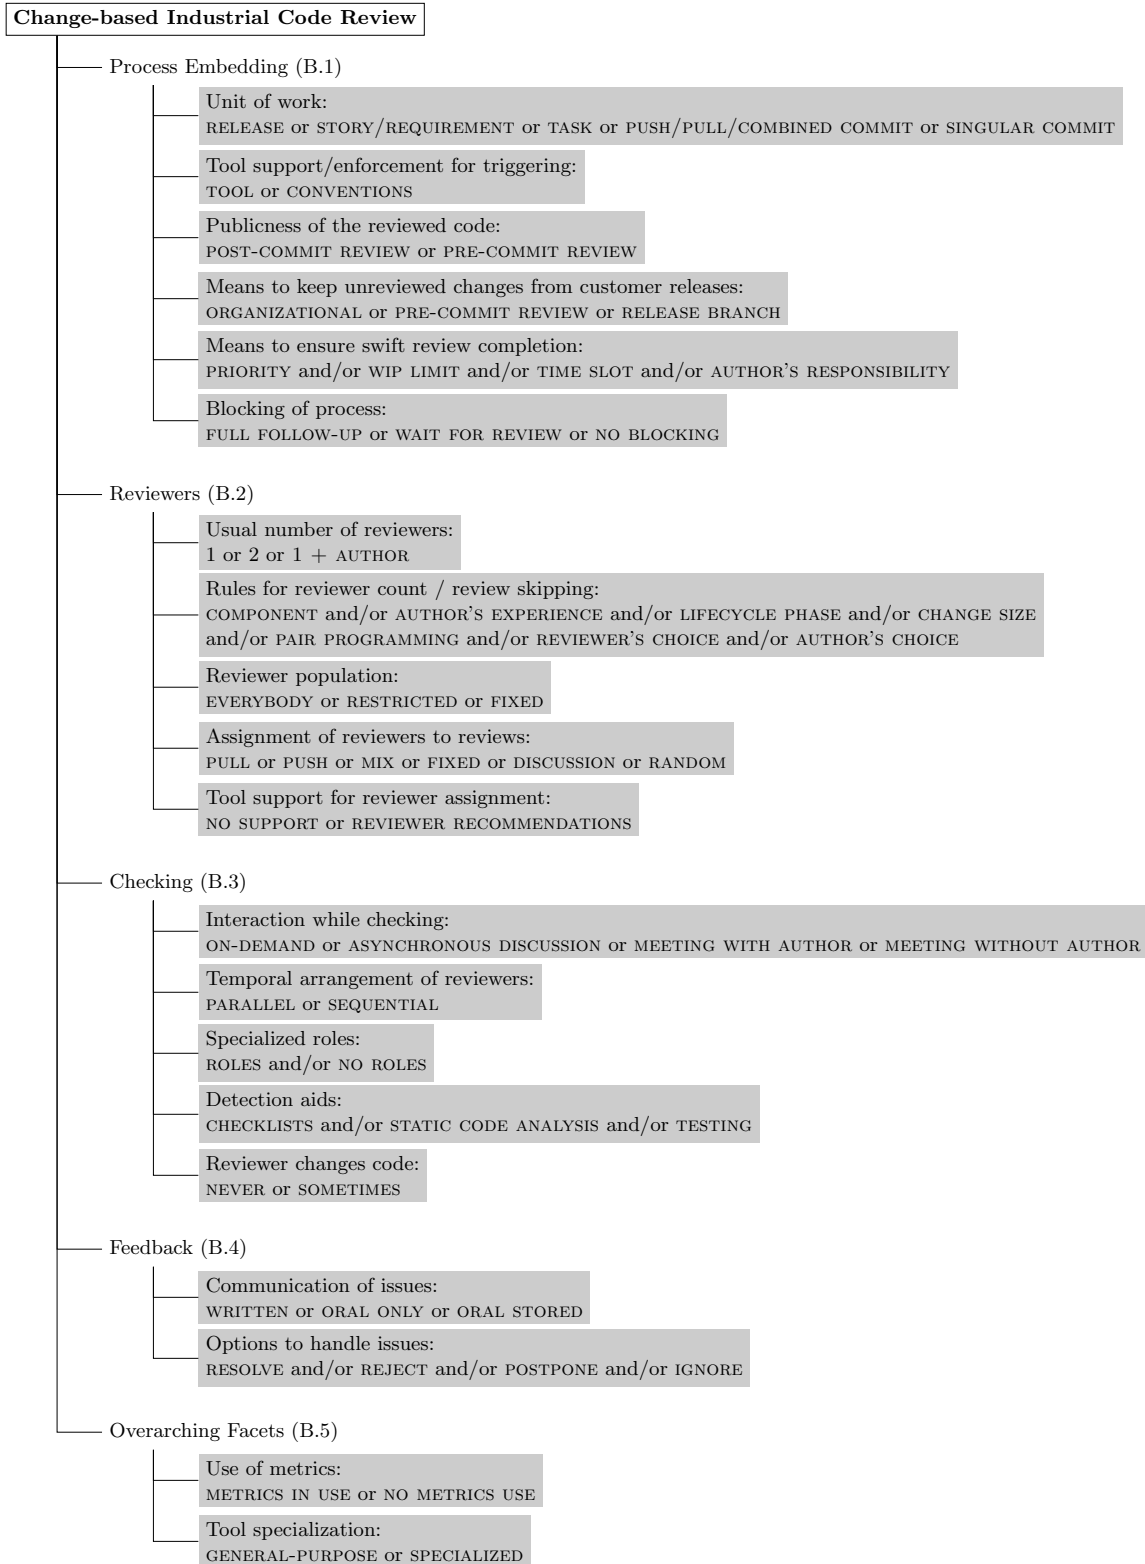 Change-based Industrial Code Review
Process Embedding (B.1)
Unit of work:
RELEASE or STORY/REQUIREMENT or TASK or PUSH/PULL/COMBINED COMMIT or SINGULAR COMMIT
Tool support/enforcement for triggering:
TOOL or CONVENTIONS
Publicness of the reviewed code:
POST-COMMIT REVIEW or PRE-COMMIT REVIEW
Means to keep unreviewed changes from customer releases:
ORGANIZATIONAL or PRE-COMMIT REVIEW or RELEASE BRANCH
Means to ensure swift review completion:
PRIORITY and/or WIP LIMIT and/or TIME SLOT and/or AUTHOR'S RESPONSIBILITY
Blocking of process:
FULL FOLLOW-UP or WAIT FOR REVIEW or NO BLOCKING
Reviewers (B.2)
Usual number of reviewers:
1 or 2 or 1 + AUTHOR
Rules for reviewer count / review skipping:
COMPONENT and/or AUTHOR'S EXPERIENCE and/or LIFECYCLE PHASE and/or CHANGE SIZE
and/or PAIR PROGRAMMING and/or REVIEWER'S CHOICE and/or AUTHOR'S CHOICE
Reviewer population:
EVERYBODY or RESTRICTED or FIXED
Assignment of reviewers to reviews:
PULL or PUSH or MIX or FIXED or DISCUSSION or RANDOM
Tool support for reviewer assignment:
NO SUPPORT or REVIEWER RECOMMENDATIONS
Checking (B.3)
Interaction while checking:
ON-DEMAND or ASYNCHRONOUS DISCUSSION or MEETING WITH AUTHOR or MEETING WITHOUT AUTHOR
Temporal arrangement of reviewers:
PARALLEL or SEQUENTIAL
Specialized roles:
ROLES and/or NO ROLES
Detection aids:
CHECKLISTS and/or STATIC CODE ANALYSIS and/or TESTING
Reviewer changes code:
NEVER or SOMETIMES
Feedback (B.4)
Communication of issues:
WRITTEN or ORAL ONLY or ORAL STORED
Options to handle issues:
RESOLVE and/or REJECT and/or POSTPONE and/or IGNORE
Overarching Facets (B.5)
Use of metrics:
METRICS IN USE or NO METRICS USE
Tool specialization:
GENERAL-PURPOSE or SPECIALIZED